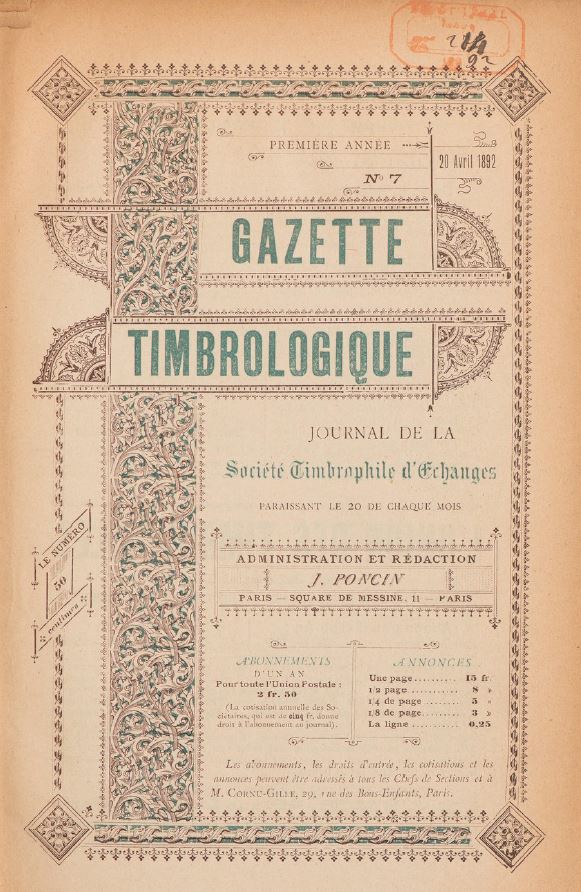 PREMIÈRE ANNÉE
20 Avril 1892
Nº 7
GAZETTE
TIMBROLOGIQUE
JOURNAL DE LA
Société Timbrophile d'Echanges
PARAISSANT LE 20 DE CHAQUE MOIS
LE NUMÉRO
50
centimes
ADMINISTRATION ET RÉDACTION
J. PONCIN
PARIS — SQUARE DE MESSINE, 11 — PARIS
ABONNEMENTS
D'UN AN
Pour toute l'Union Postale :
2 fr. 50
(La cotisation annuelle des So-
ciétaires, qui est de cinq fr. donne
droit à l'abonnement au journal).
ANNONCES
Une page.......... 15 fr.
1/2 page.......... 8 »
1/4 de page....... 5 »
1/8 de page....... 3 »
La ligne.......... 0,25
Les abonnements, les droits d'entrée, les cotisations et les
annonces peuvent être adressés à tous les Chefs de Sections et à
M. CORNU-GILLE, 29, rue des Bons-Enfants, Paris.